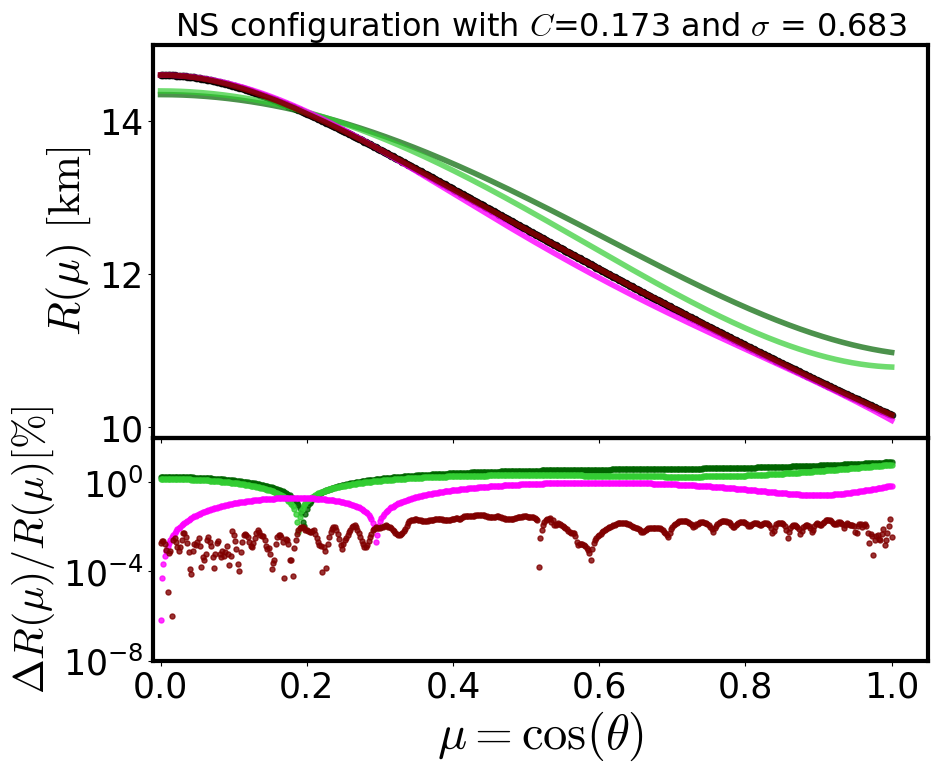 NS configuration with C=0.173 and σ = 0.683
R(μ) [km]
14
12
10
ΔR(μ)/R(μ)[%]
10⁰
10⁻⁴
10⁻⁸
0.0 0.2 0.4 0.6 0.8 1.0
μ = cos(θ)